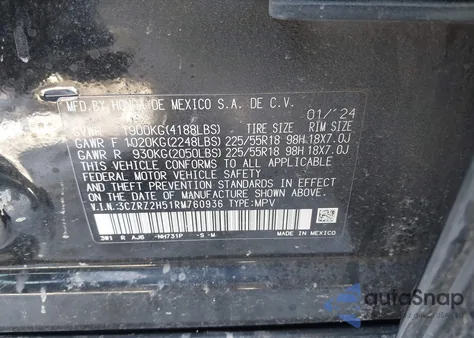 MFD.BY HONDA DE MEXICO S.A. DE C.V. 01/'24
GVWR 1900KG(4188LBS) TIRE SIZE RIM SIZE
GAWR F 1020KG(2248LBS) 225/55R18 98H 18X7.0J
GAWR R 930KG(2050LBS) 225/55R18 98H 18X7.0J
THIS VEHICLE CONFORMS TO ALL APPLICABLE
FEDERAL MOTOR VEHICLE SAFETY STANDARDS
IN EFFECT ON THE DATE OF MANUFACTURE SHOWN ABOVE.
V.I.N.:3CZRZ2H51RM760936 TYPE:MPV
3W1 R AJ6 -NH731P -S -M
MADE IN MEXICO
autoSnap